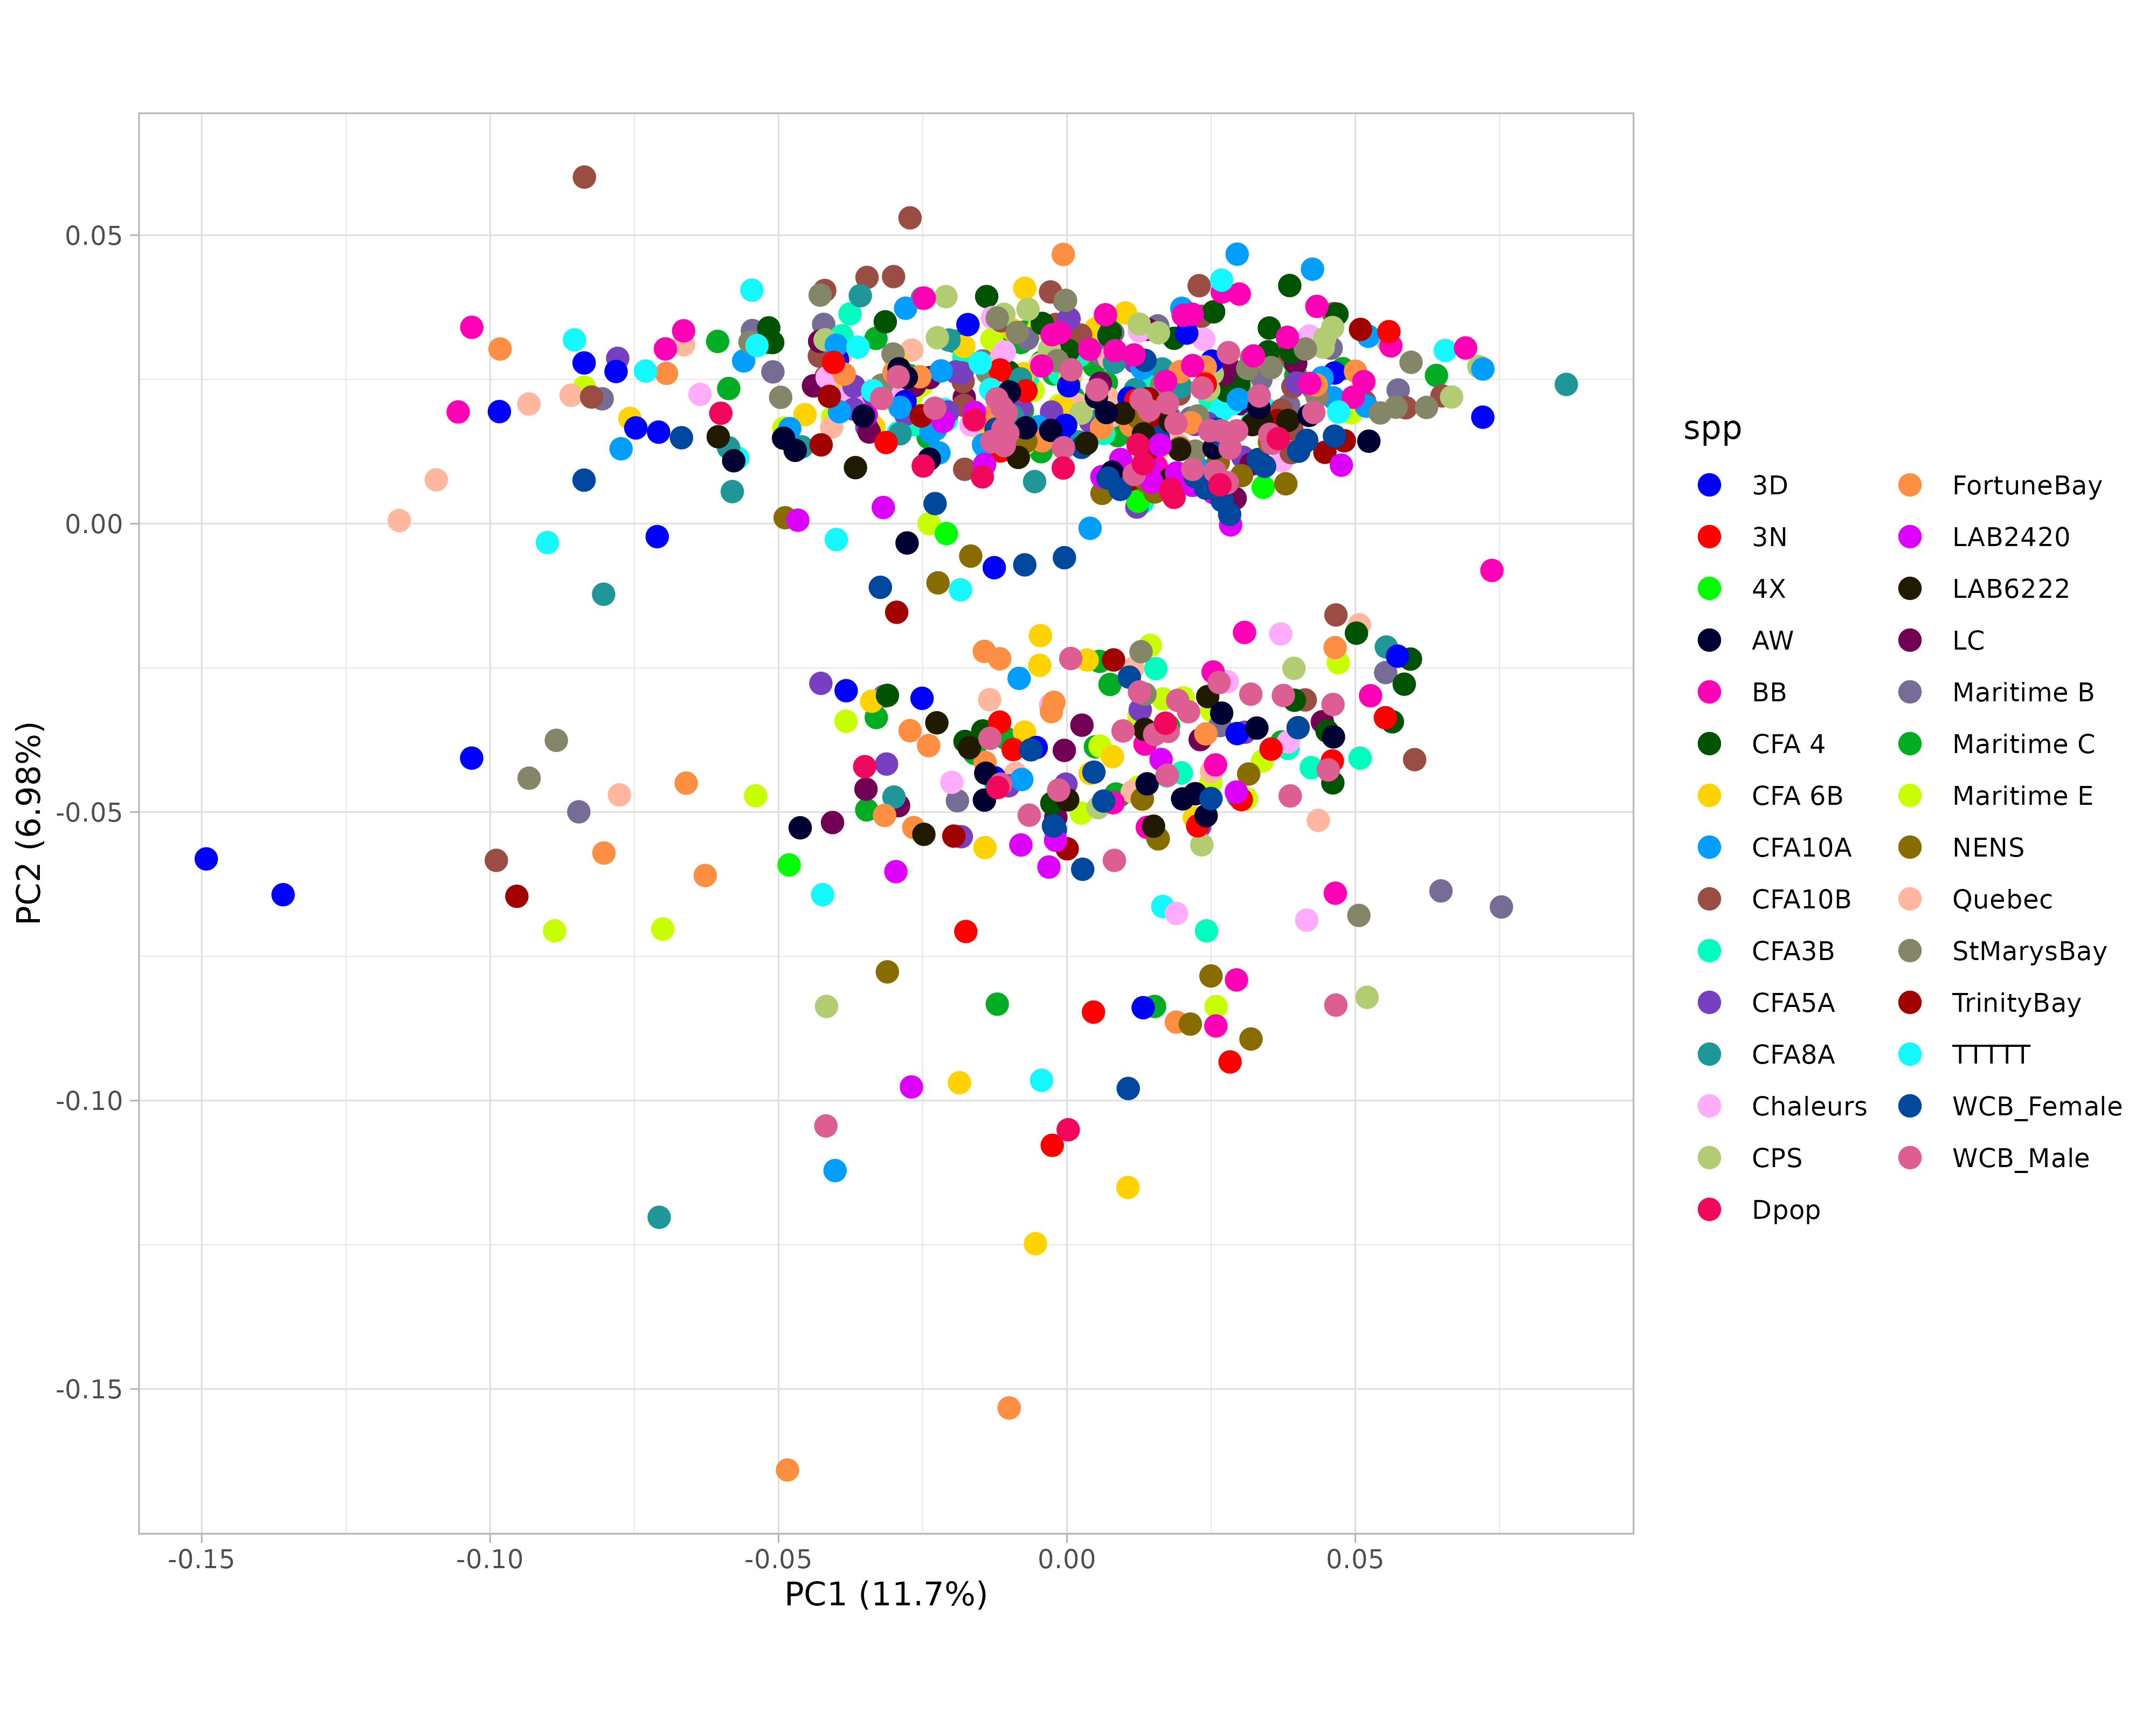 0.05
0.00
-0.05
-0.10
-0.15
PC2 (6.98%)
-0.15
-0.10
-0.05
0.00
0.05
PC1 (11.7%)
spp
3D
3N
4X
AW
BB
CFA 4
CFA 6B
CFA10A
CFA10B
CFA3B
CFA5A
CFA8A
Chaleurs
CPS
Dpop
FortuneBay
LAB2420
LAB6222
LC
Maritime B
Maritime C
Maritime E
NENS
Quebec
StMarysBay
TrinityBay
TTTTT
WCB_Female
WCB_Male